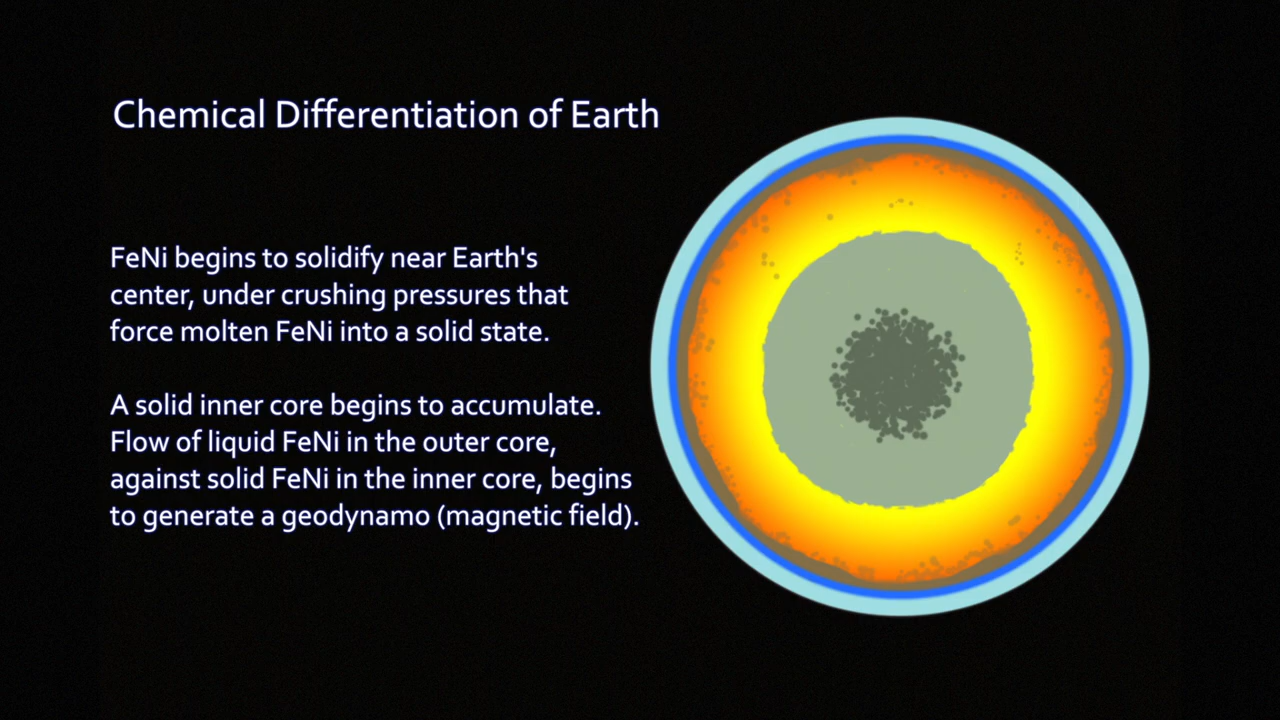 Chemical Differentiation of Earth
FeNi begins to solidify near Earth's
center, under crushing pressures that
force molten FeNi into a solid state.
A solid inner core begins to accumulate.
Flow of liquid FeNi in the outer core,
against solid FeNi in the inner core, begins
to generate a geodynamo (magnetic field).